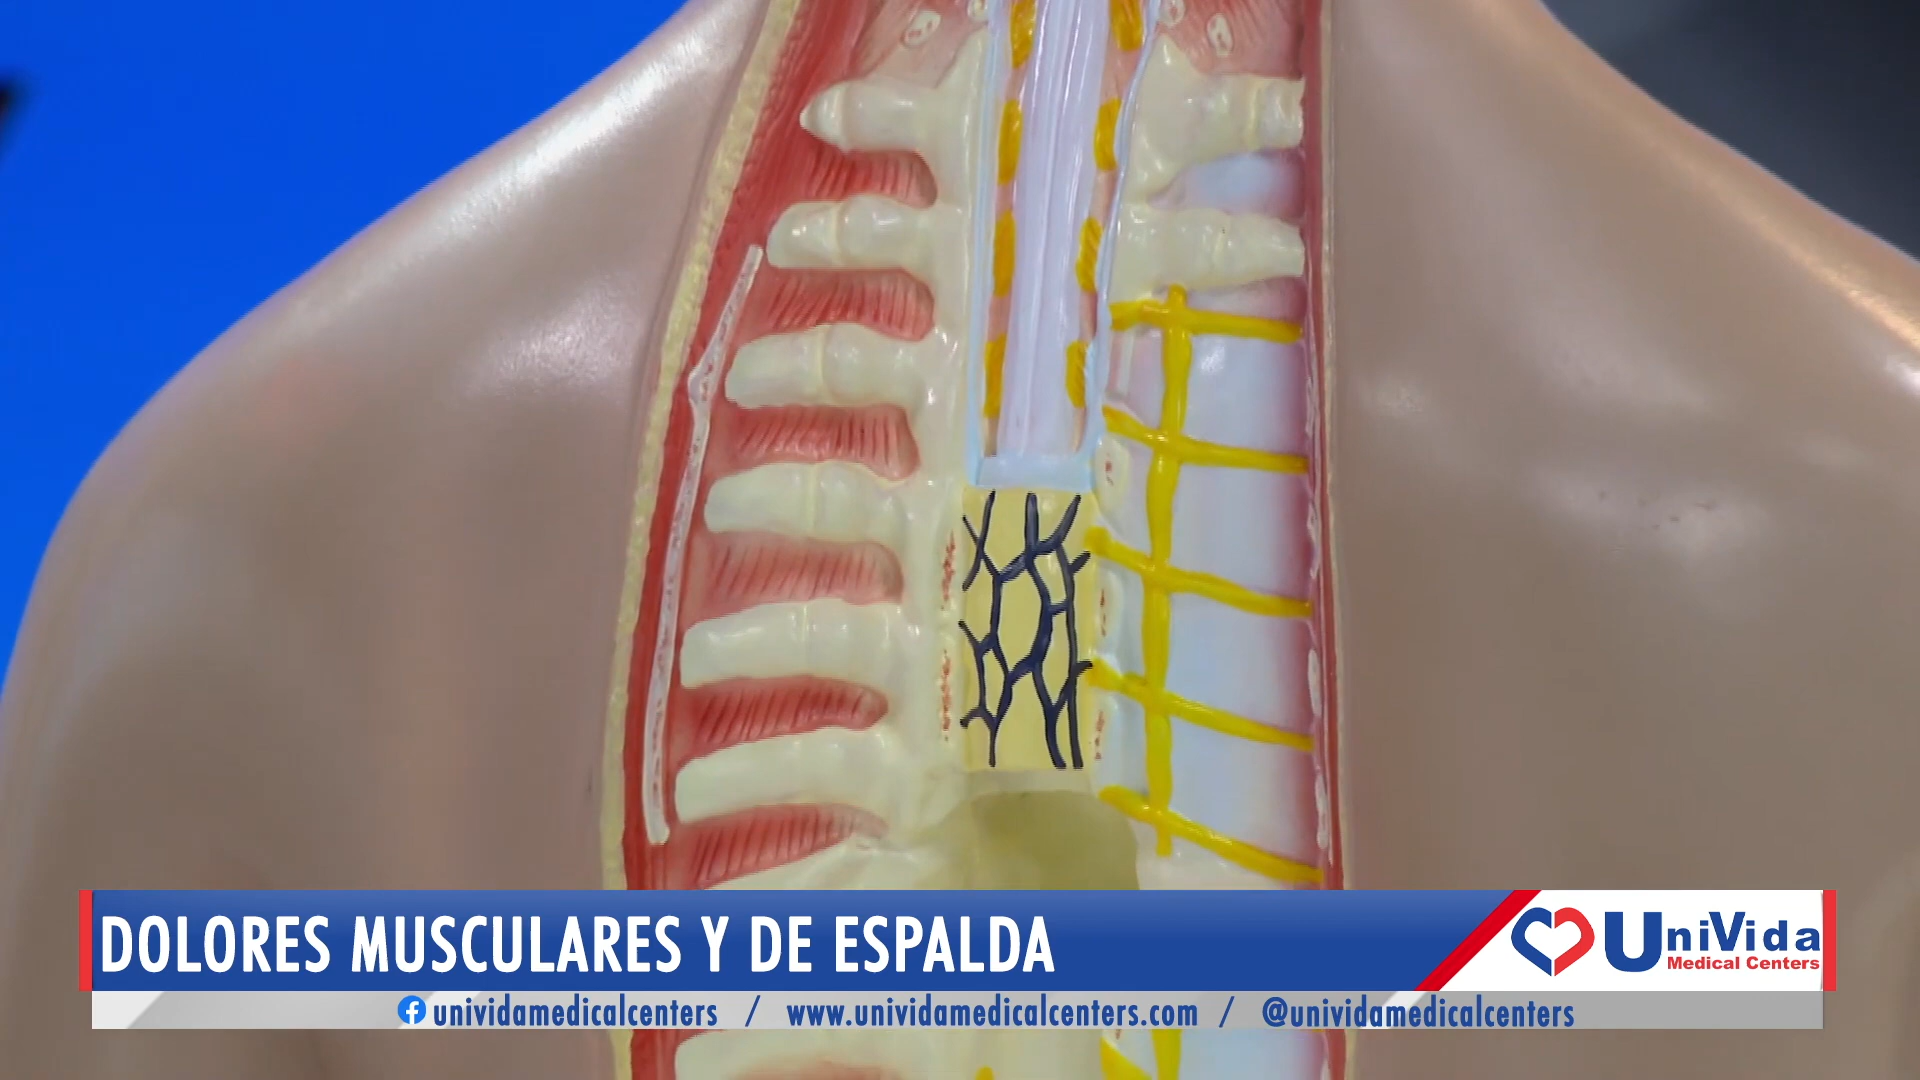 DOLORES MUSCULARES Y DE ESPALDA
UniVida
Medical Centers
unividamedicalcenters / www.unividamedicalcenters.com / @unividamedicalcenters